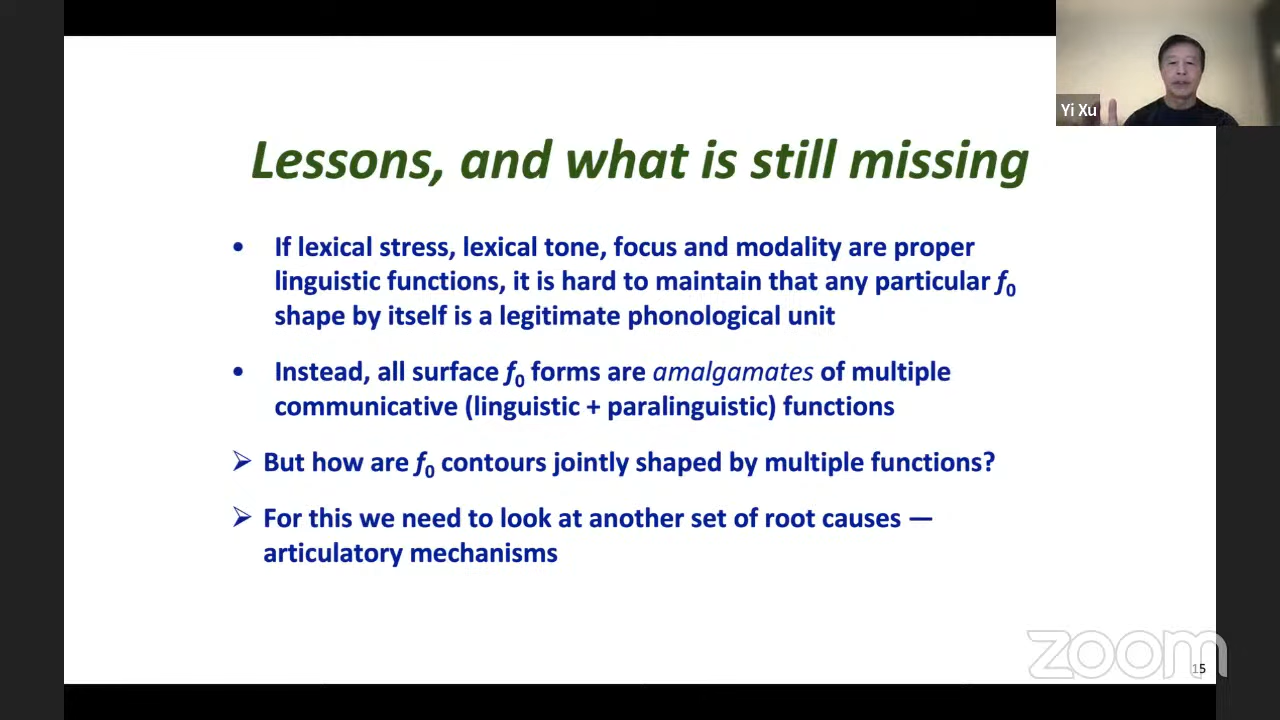 Yi Xu
Lessons, and what is still missing
• If lexical stress, lexical tone, focus and modality are proper
linguistic functions, it is hard to maintain that any particular f0
shape by itself is a legitimate phonological unit
• Instead, all surface f0 forms are amalgamates of multiple
communicative (linguistic + paralinguistic) functions
➢ But how are f0 contours jointly shaped by multiple functions?
➢ For this we need to look at another set of root causes —
articulatory mechanisms
zoom
15